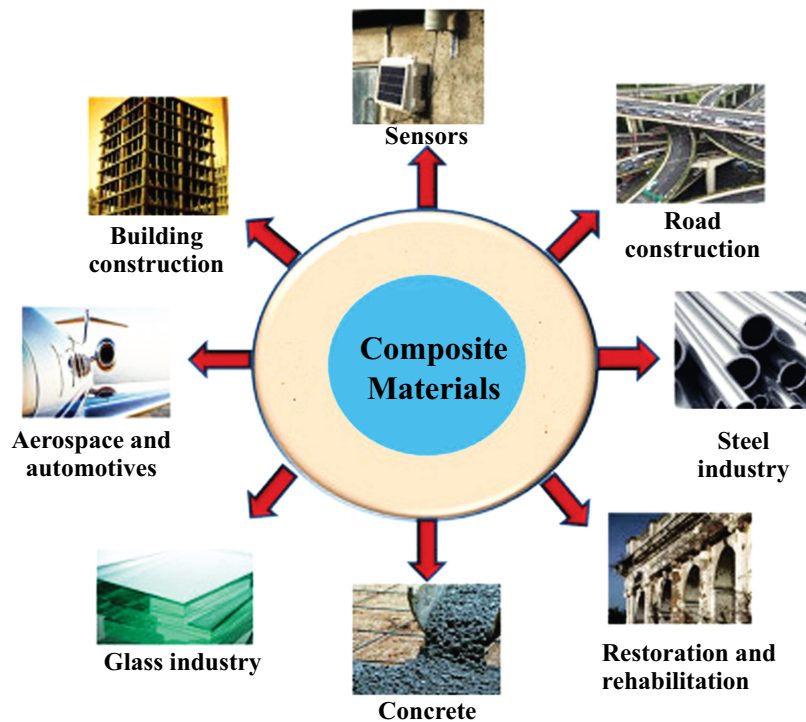 Sensors
Building
construction
Road
construction
Composite
Materials
Aerospace and
automotives
Steel
industry
Glass industry
Concrete
Restoration and
rehabilitation